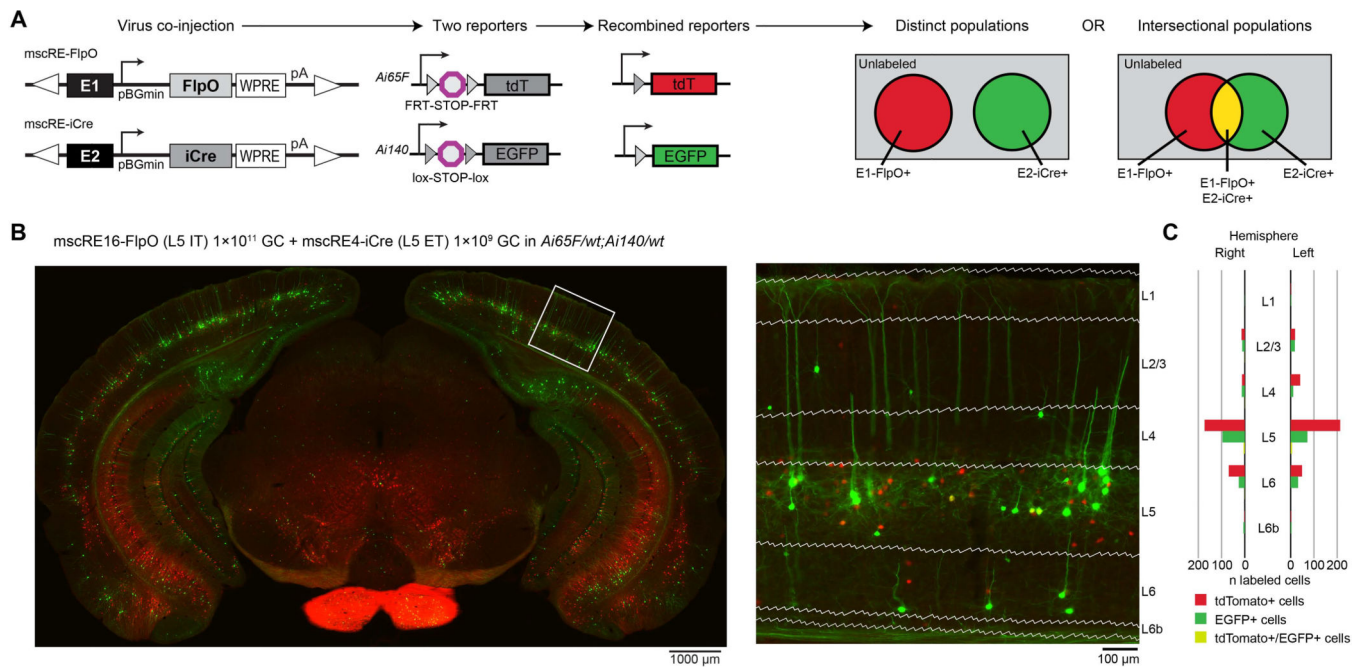 A
Virus co-injection
Two reporters
Recombined reporters
Distinct populations
OR
Intersectional populations
mscRE-FlpO
E1
pBGmin
FlpO
WPRE
pA
Ai65F
tdT
FRT-STOP-FRT
tdT
mscRE-iCre
E2
pBGmin
iCre
WPRE
pA
Ai140
EGFP
lox-STOP-lox
EGFP
Unlabeled
E1-FlpO+
E2-iCre+
Unlabeled
E1-FlpO+
E1-FlpO+
E2-iCre+
E2-iCre+
B
mscRE16-FlpO (L5 IT) 1×10¹¹ GC + mscRE4-iCre (L5 ET) 1×10⁹ GC in Ai65F/wt;Ai140/wt
1000 µm
L1
L2/3
L4
L5
L6
L6b
100 µm
C
Hemisphere
Right Left
L1
L2/3
L4
L5
L6
L6b
200 100 0 0 100 200
n labeled cells
tdTomato+ cells
EGFP+ cells
tdTomato+/EGFP+ cells